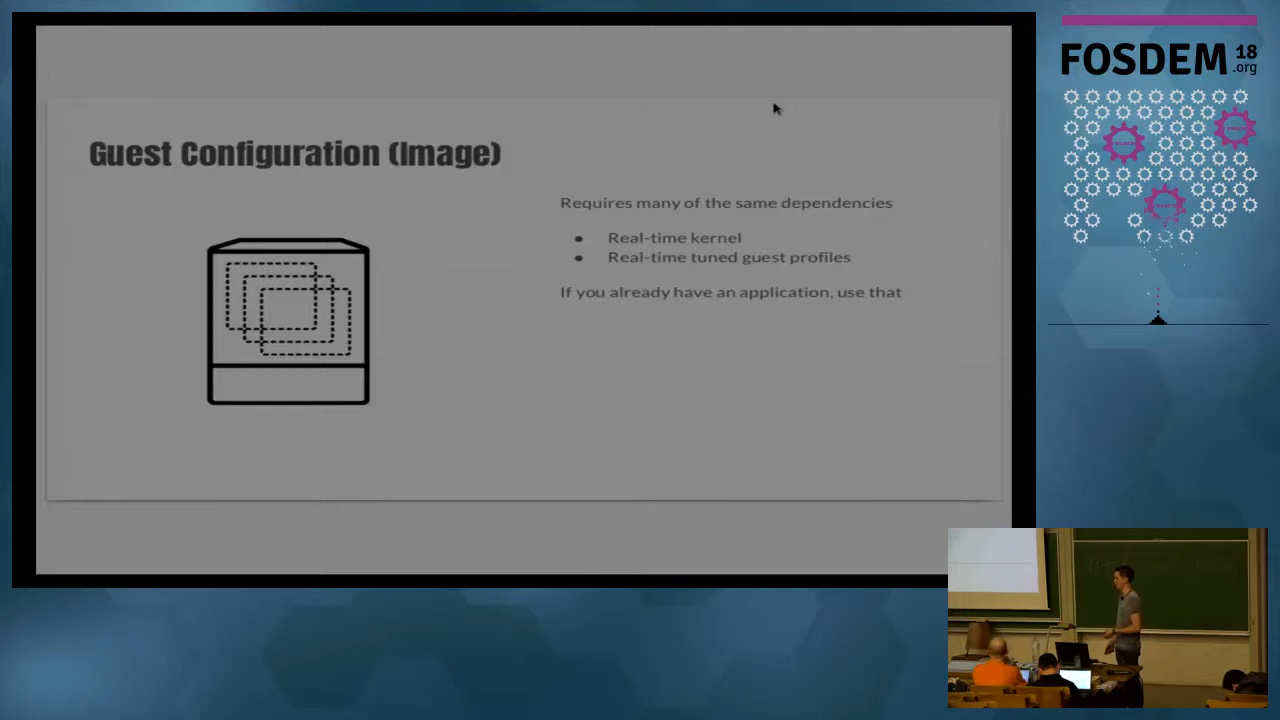 FOSDEM 18
.org
Guest Configuration (Image)
Requires many of the same dependencies
● Real-time kernel
● Real-time tuned guest profiles
If you already have an application, use that